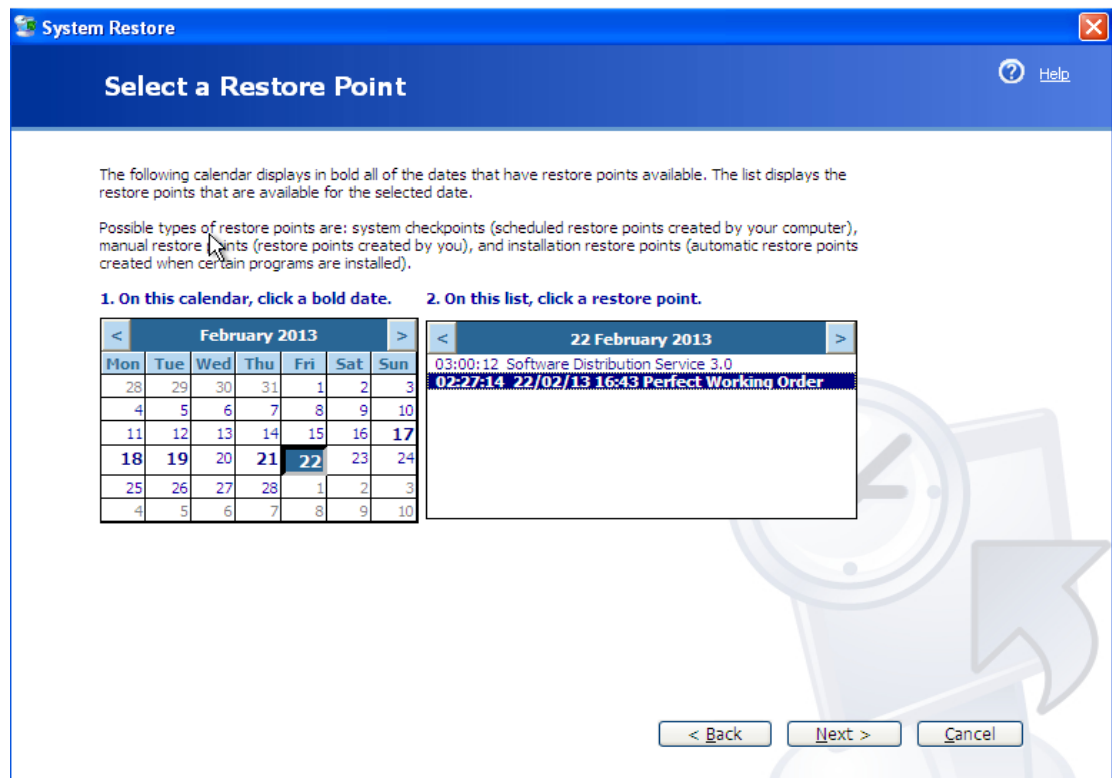 System Restore
Select a Restore Point
? Help
The following calendar displays in bold all of the dates that have restore points available. The list displays the
restore points that are available for the selected date.
Possible types of restore points are: system checkpoints (scheduled restore points created by your computer),
manual restore points (restore points created by you), and installation restore points (automatic restore points
created when certain programs are installed).
1. On this calendar, click a bold date.
2. On this list, click a restore point.
< February 2013 >
Mon Tue Wed Thu Fri Sat Sun
28 29 30 31 1 2 3
4 5 6 7 8 9 10
11 12 13 14 15 16 17
18 19 20 21 22 23 24
25 26 27 28 1 2 3
4 5 6 7 8 9 10
< 22 February 2013 >
03:00:12 Software Distribution Service 3.0
02:27:14 22/02/13 16:43 Perfect Working Order
< Back
Next >
Cancel